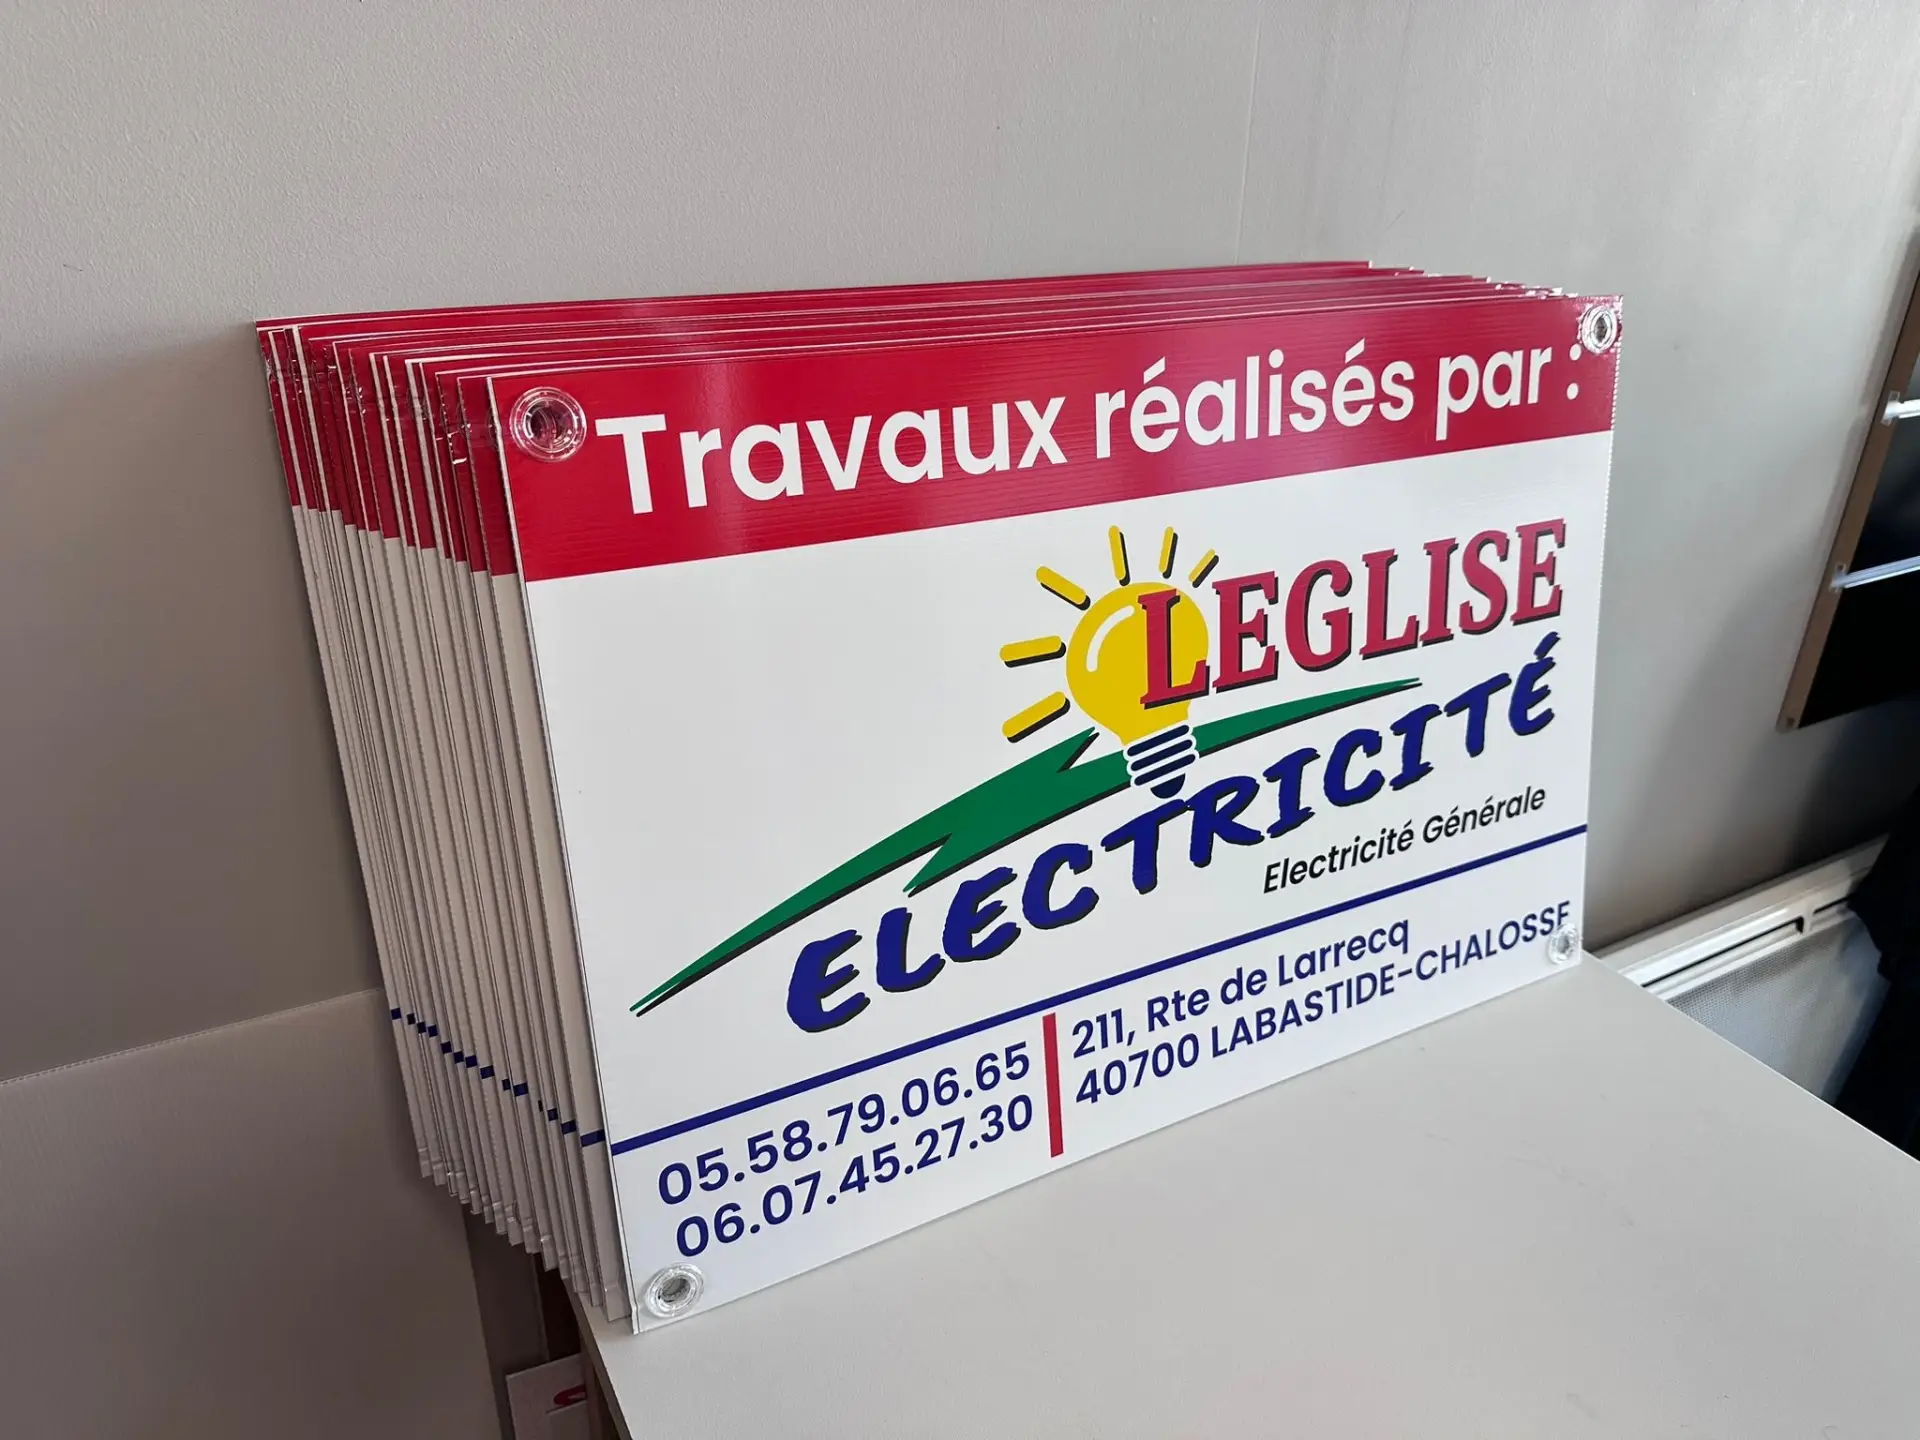 Travaux réalisés par :
LEGLISE
ELECTRICITÉ
Electricité Générale
05.58.79.06.65
06.07.45.27.30
211, Rte de Larrecq
40700 LABASTIDE-CHALOSSE